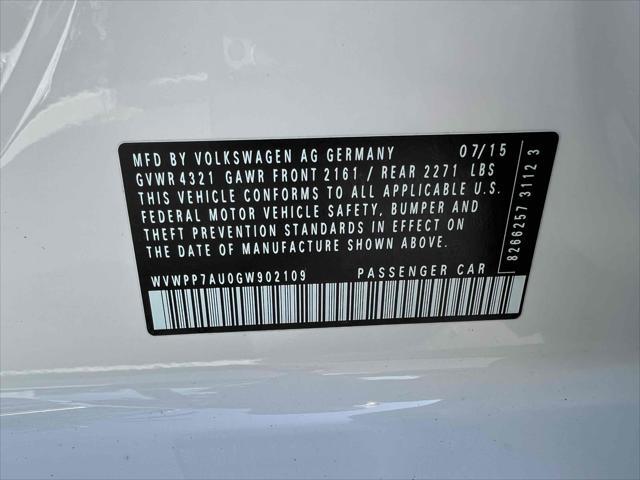 MFD BY VOLKSWAGEN AG GERMANY 07/15
GVWR 4321 GAWR FRONT 2161 / REAR 2271 LBS
THIS VEHICLE CONFORMS TO ALL APPLICABLE U.S.
FEDERAL MOTOR VEHICLE SAFETY, BUMPER AND
THEFT PREVENTION STANDARDS IN EFFECT ON
THE DATE OF MANUFACTURE SHOWN ABOVE.
WVWPP7AU0GW902109 PASSENGER CAR
8266257 3112 3